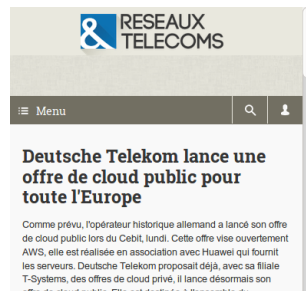 & RESEAUX
TELECOMS
Menu
Deutsche Telekom lance une
offre de cloud public pour
toute l'Europe
Comme prévu, l'opérateur historique allemand a lancé son offre
de cloud public lors du Cebit, lundi. Cette offre vise ouvertement
AWS, elle est réalisée en association avec Huawei qui fournit
les serveurs. Deutsche Telekom proposait déjà, avec sa filiale
T-Systems, des offres de cloud privé, il lance désormais son